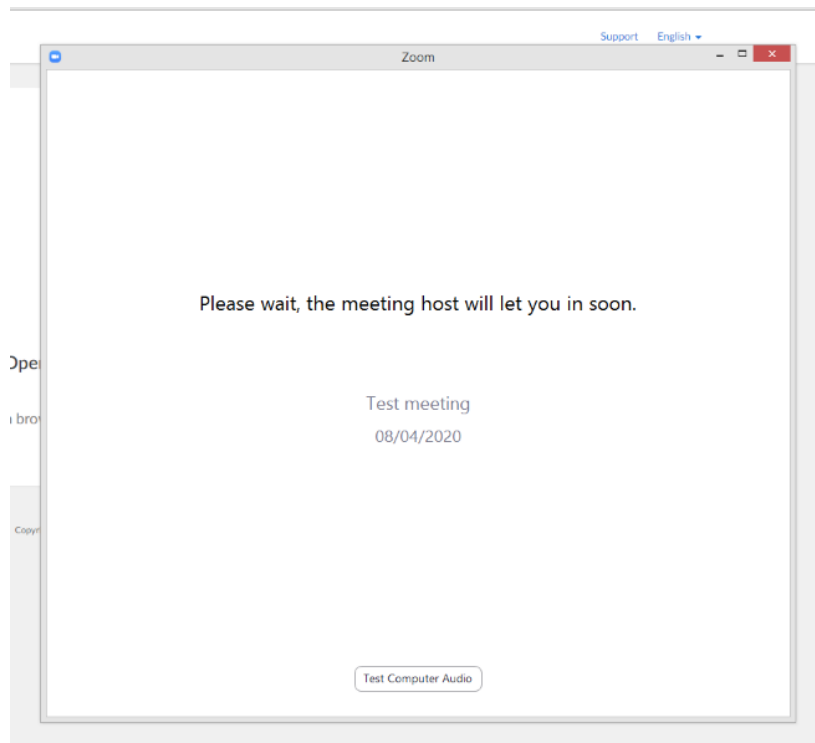 Support English
Zoom
Please wait, the meeting host will let you in soon.
Test meeting
08/04/2020
Test Computer Audio